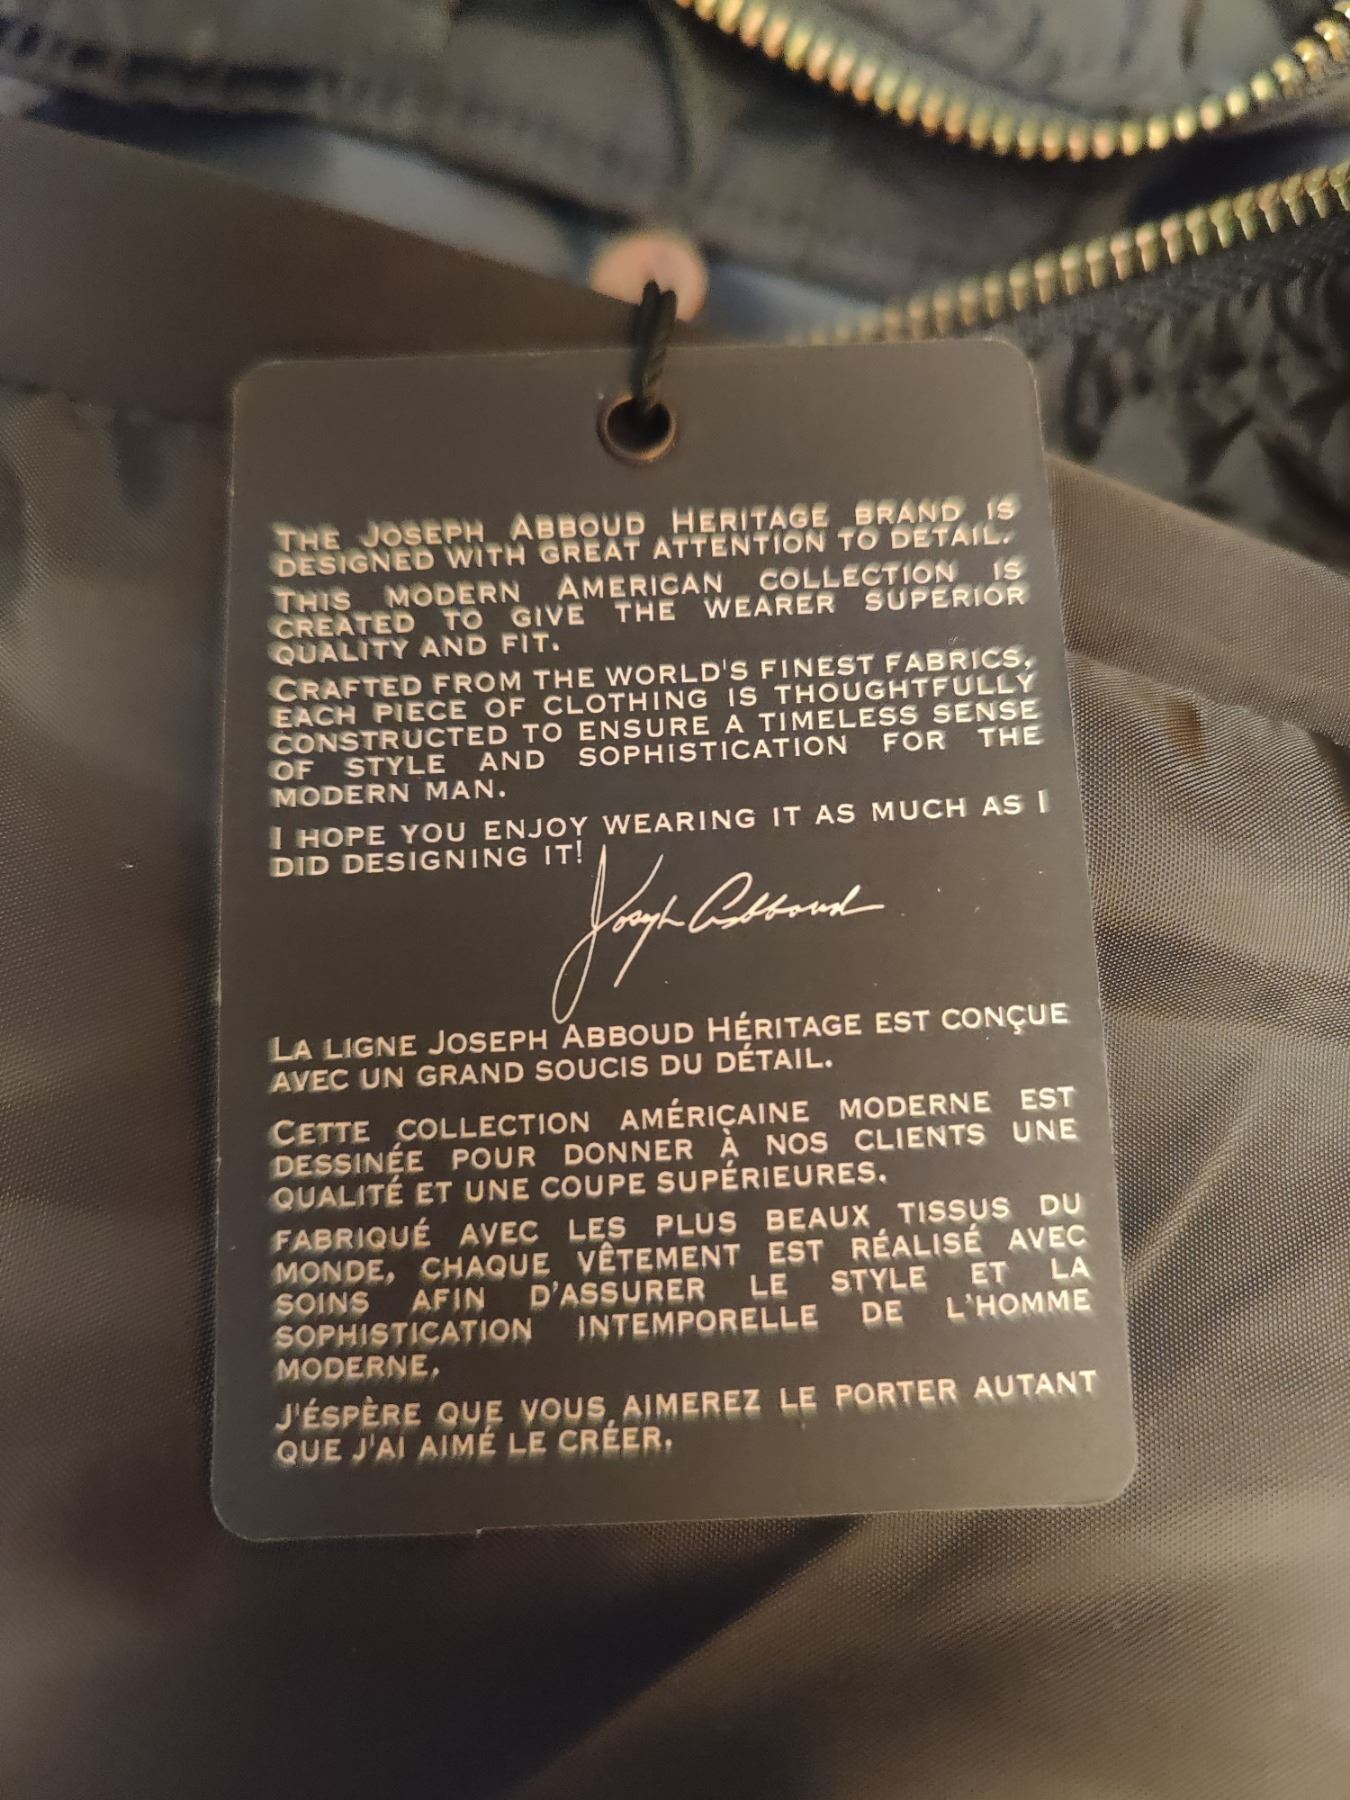 THE JOSEPH ABBOUD HERITAGE BRAND IS
DESIGNED WITH GREAT ATTENTION TO DETAIL.
THIS MODERN AMERICAN COLLECTION IS
CREATED TO GIVE THE WEARER SUPERIOR
QUALITY AND FIT.
CRAFTED FROM THE WORLD'S FINEST FABRICS,
EACH PIECE OF CLOTHING IS THOUGHTFULLY
CONSTRUCTED TO ENSURE A TIMELESS SENSE
OF STYLE AND SOPHISTICATION FOR THE
MODERN MAN.
I HOPE YOU ENJOY WEARING IT AS MUCH AS I
DID DESIGNING IT!
Joseph Abboud
LA LIGNE JOSEPH ABBOUD HÉRITAGE EST CONÇUE
AVEC UN GRAND SOUCIS DU DÉTAIL.
CETTE COLLECTION AMÉRIÇAINE MODERNE EST
DESSINÉE POUR DONNER À NOS CLIENTS UNE
QUALITÉ ET UNE COUPE SUPÉRIEURES.
FABRIQUÉ AVEC LES PLUS BEAUX TISSUS DU
MONDE, CHAQUE VÊTEMENT EST RÉALISÉ AVEC
SOINS AFIN D'ASSURER LE STYLE ET LA
SOPHISTICATION INTEMPORELLE DE L'HOMME
MODERNE.
J'ÉSPÈRE QUE VOUS AIMEREZ LE PORTER AUTANT
QUE J'AI AIMÉ LE CRÉER.